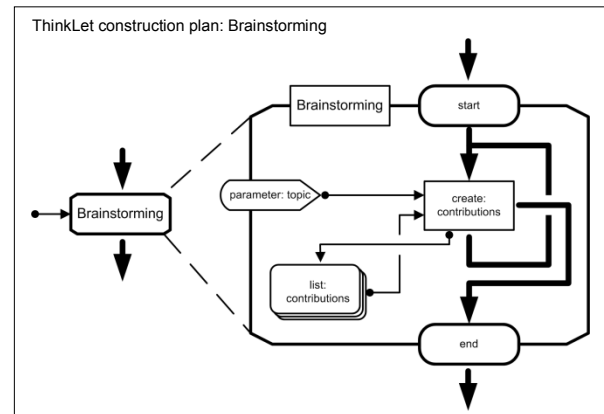 ThinkLet construction plan: Brainstorming
Brainstorming
start
parameter: topic
create:
contributions
Brainstorming
list:
contributions
end